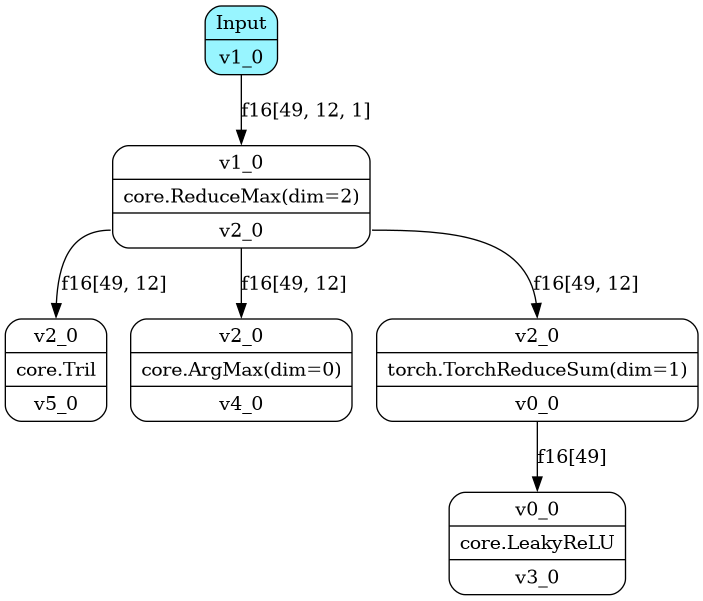 Input
v1_0
f16[49, 12, 1]
v1_0
core.ReduceMax(dim=2)
v2_0
f16[49, 12]
f16[49, 12]
f16[49, 12]
v2_0
core.Tril
v5_0
v2_0
core.ArgMax(dim=0)
v4_0
v2_0
torch.TorchReduceSum(dim=1)
v0_0
f16[49]
v0_0
core.LeakyReLU
v3_0